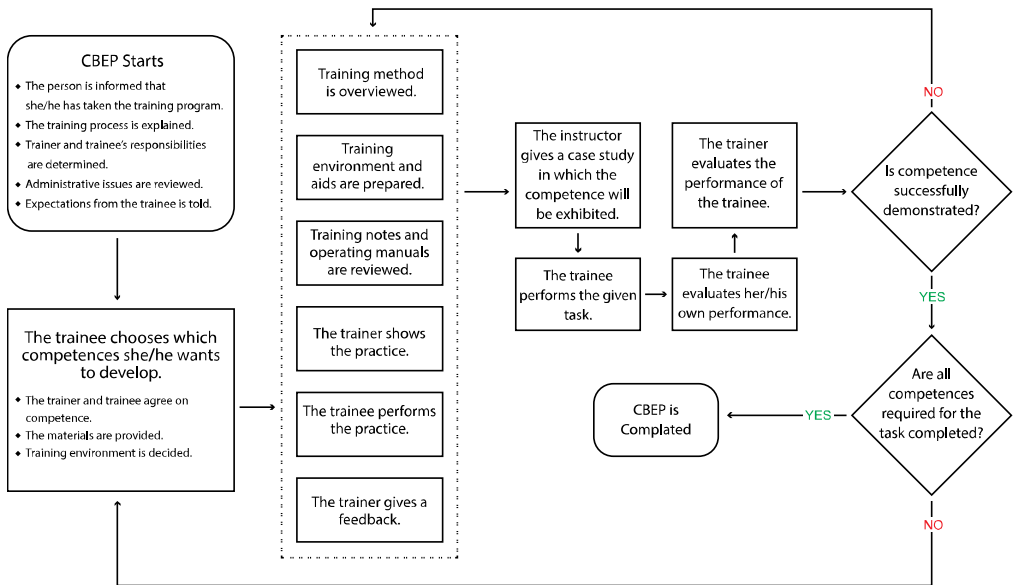 CBEP Starts
◆ The person is informed that
she/he has taken the training program.
◆ The training process is explained.
◆ Trainer and trainee's responsibilities
are determined.
◆ Administrative issues are reviewed.
◆ Expectations from the trainee is told.
The trainee chooses which
competences she/he wants
to develop.
◆ The trainer and trainee agree on
competence.
◆ The materials are provided.
◆ Training environment is decided.
Training method
is overviewed.
Training
environment and
aids are prepared.
Training notes and
operating manuals
are reviewed.
The trainer shows
the practice.
The trainee performs
the practice.
The trainer gives a
feedback.
The instructor
gives a case study
in which the
competence will
be exhibited.
The trainee
performs the given
task.
The trainee
evaluates her/his
own performance.
The trainer
evaluates the
performance of
the trainee.
Is competence
successfully
demonstrated?
NO
YES
Are all
competences
required for the
task completed?
YES
NO
CBEP is
Complated